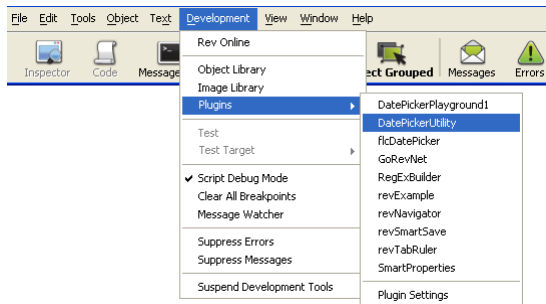 File Edit Tools Object Text Development View Window Help
Inspector Code Message ect Grouped Messages Errors
Rev Online
Object Library
Image Library
Plugins
Test
Test Target
Script Debug Mode
Clear All Breakpoints
Message Watcher
Suppress Errors
Suppress Messages
Suspend Development Tools
DatePickerPlayground1
DatePickerUtility
flcDatePicker
GoRevNet
RegExBuilder
revExample
revNavigator
revSmartSave
revTabRuler
SmartProperties
Plugin Settings